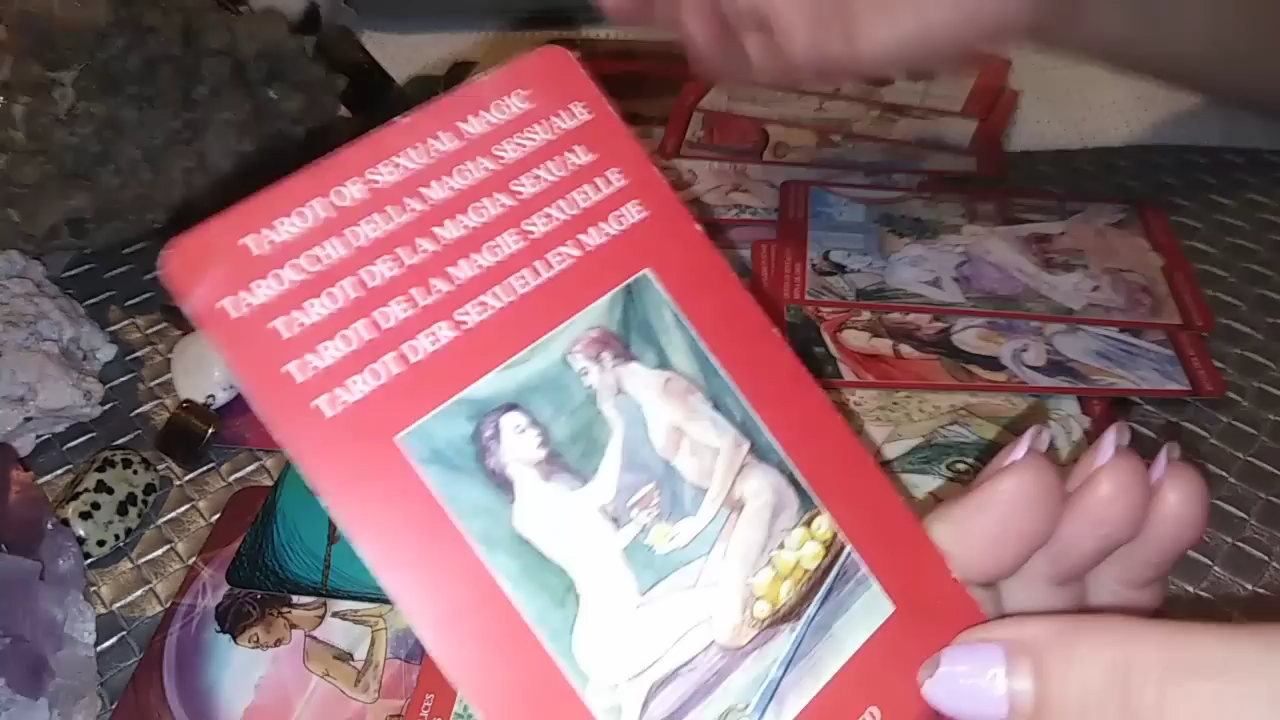 TAROT OF SEXUAL MAGIC
TAROCCHI DELLA MAGIA SESSUALE
TAROT DE LA MAGIA SEXUAL
TAROT DE LA MAGIE SEXUELLE
TAROT DER SEXUELLEN MAGIE